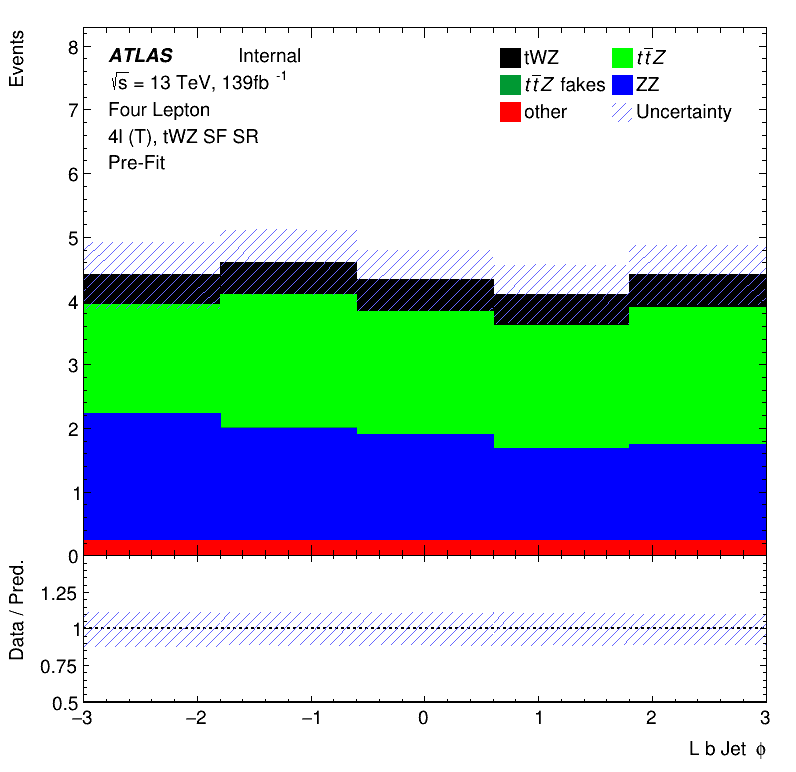 Events
ATLAS Internal
√s = 13 TeV, 139fb⁻¹
Four Lepton
4l (T), tWZ SF SR
Pre-Fit
tWZ
tt̄Z
tt̄Z fakes
ZZ
other
Uncertainty
8
7
6
5
4
3
2
1
0
Data / Pred.
1.25
1
0.75
0.5
−3 −2 −1 0 1 2 3
L b Jet ϕ